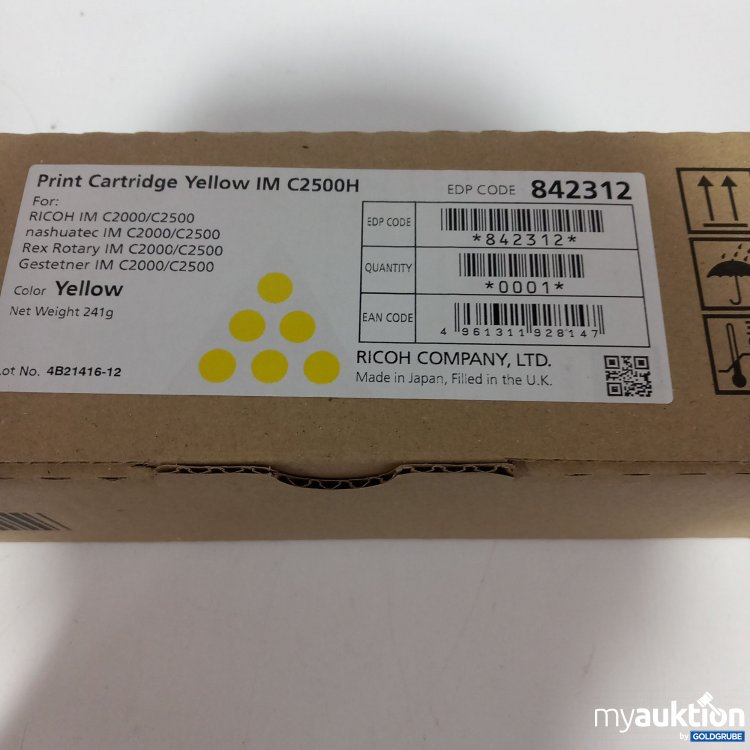 Print Cartridge Yellow IM C2500H
EDP CODE 842312
For:
RICOH IM C2000/C2500
nashuatec IM C2000/C2500
Rex Rotary IM C2000/C2500
Gestetner IM C2000/C2500
Color Yellow
Net Weight 241g
Lot No. 4B21416-12
EDP CODE
*842312*
QUANTITY
*0001*
EAN CODE
4 961311 928147
RICOH COMPANY, LTD.
Made in Japan, Filled in the U.K.
myauktion
by GOLDGRUBE